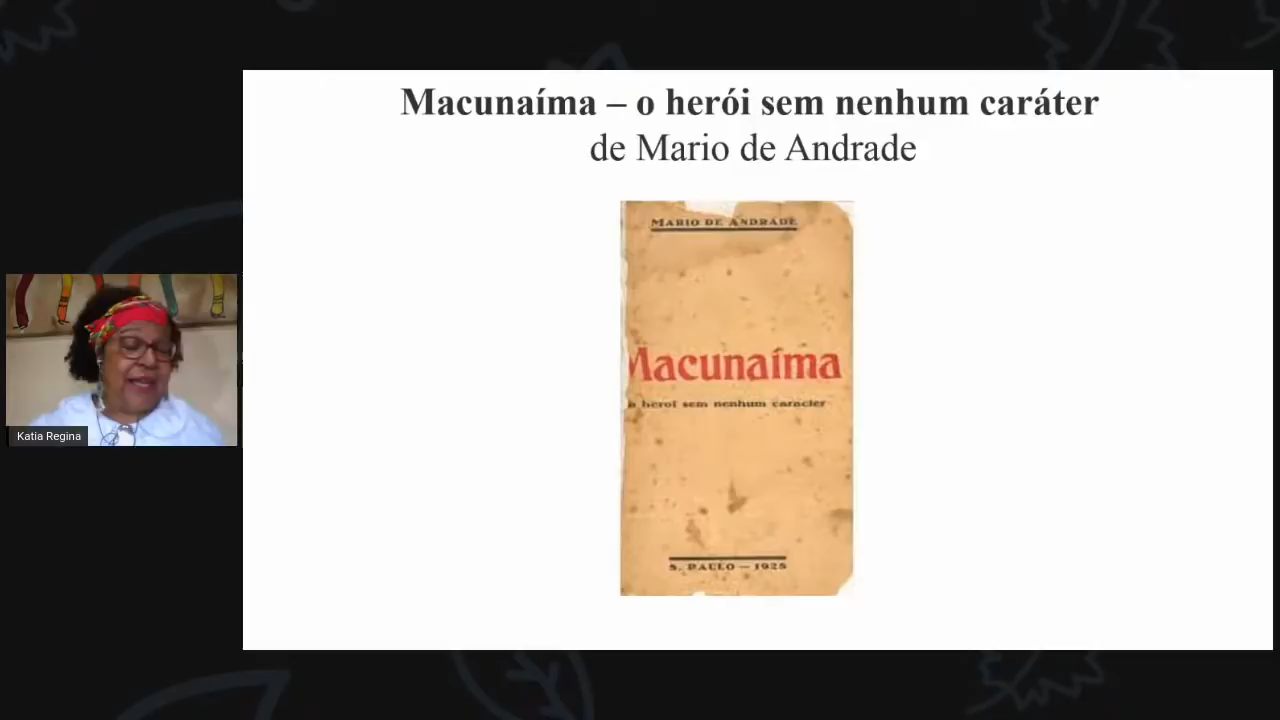 Macunaíma – o herói sem nenhum caráter
de Mario de Andrade
MARIO DE ANDRADE
Macunaíma
o herói sem nenhum caracter
S. PAULO — 1928
Katia Regina